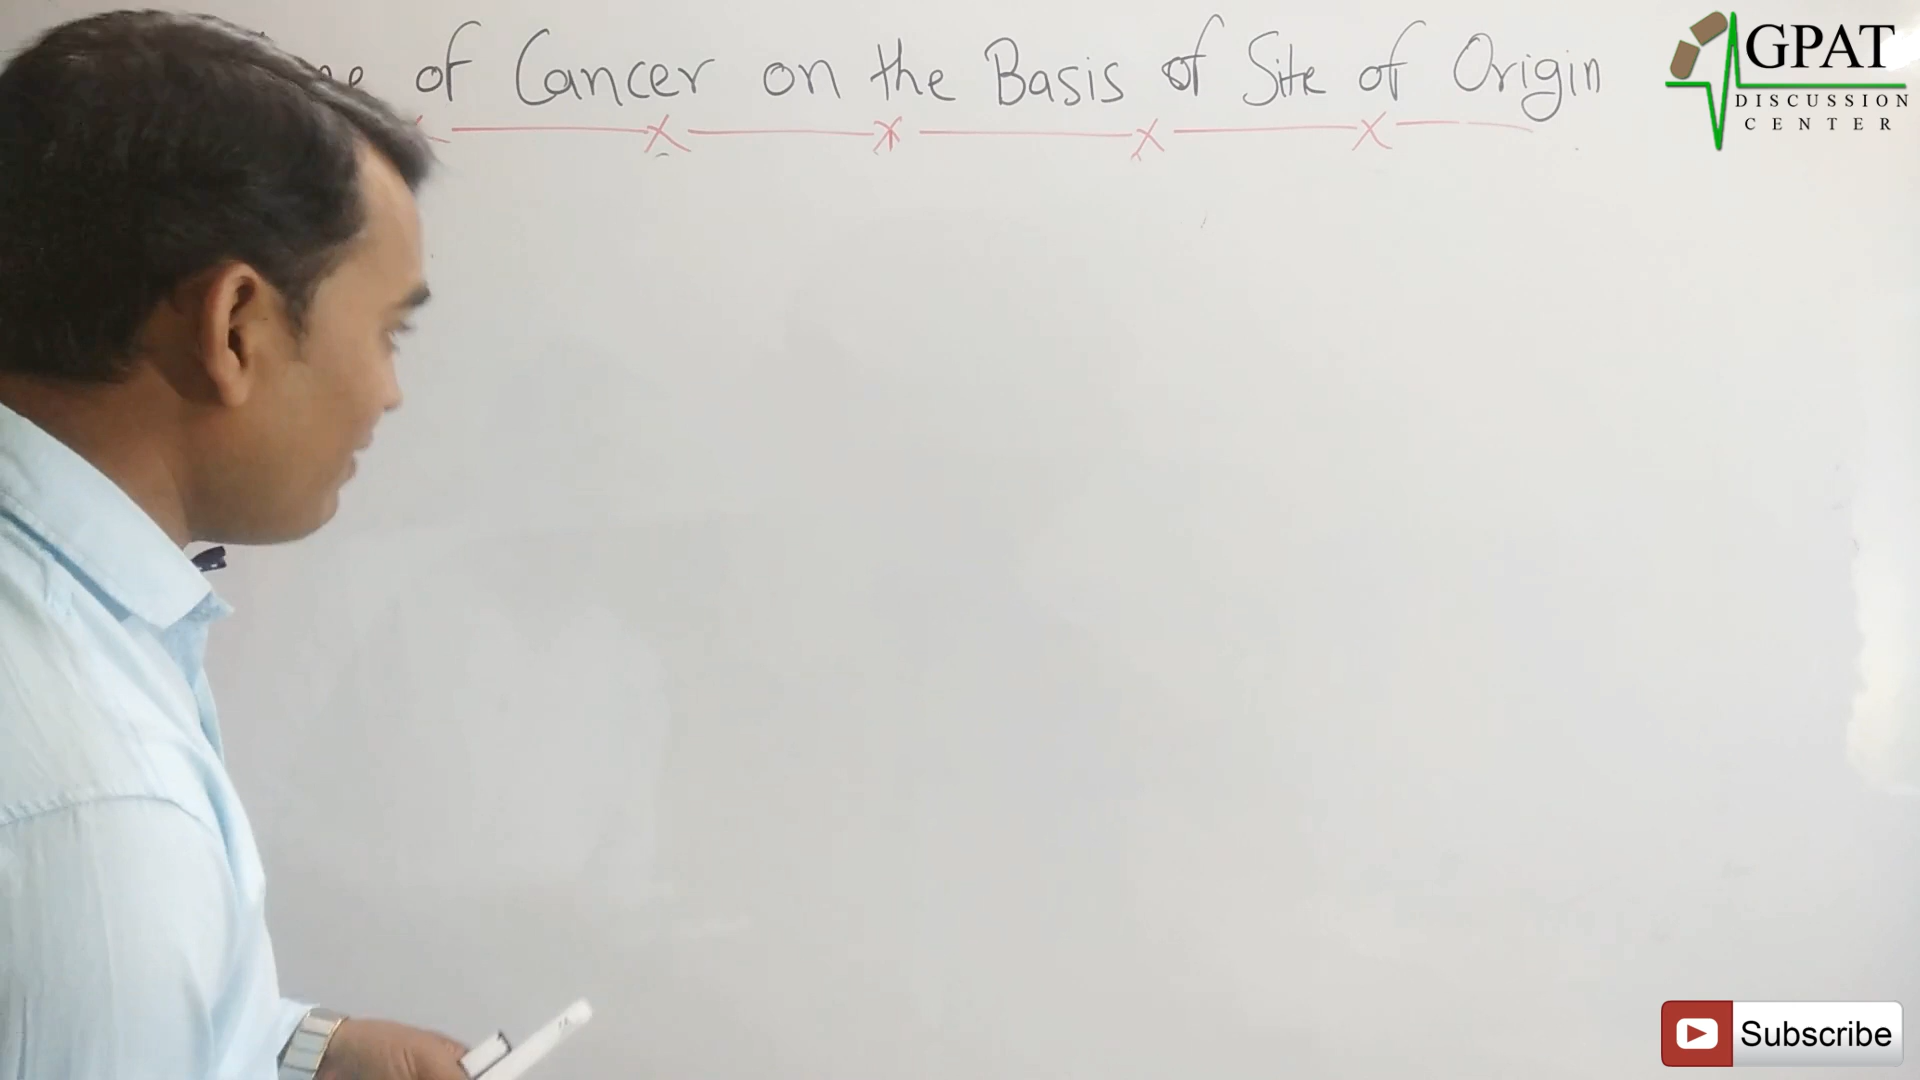 of Cancer on the Basis of Site of Origin
GPAT
DISCUSSION
CENTER
Subscribe